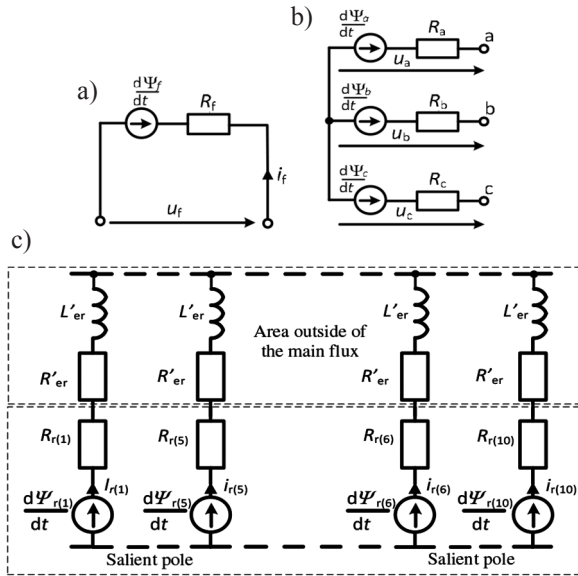 a)
dΨf
dt
Rf
if
uf
b)
dΨa
dt
Ra
a
ua
dΨb
dt
Rb
b
ub
dΨc
dt
Rc
c
uc
c)
L'er L'er L'er L'er
Area outside of
the main flux
R'er R'er R'er R'er
Rr(1) Rr(5) Rr(6) Rr(10)
Ir(1) ir(5) ir(6) ir(10)
dΨr(1) dΨr(5) dΨr(6) dΨr(10)
dt dt dt dt
Salient pole Salient pole